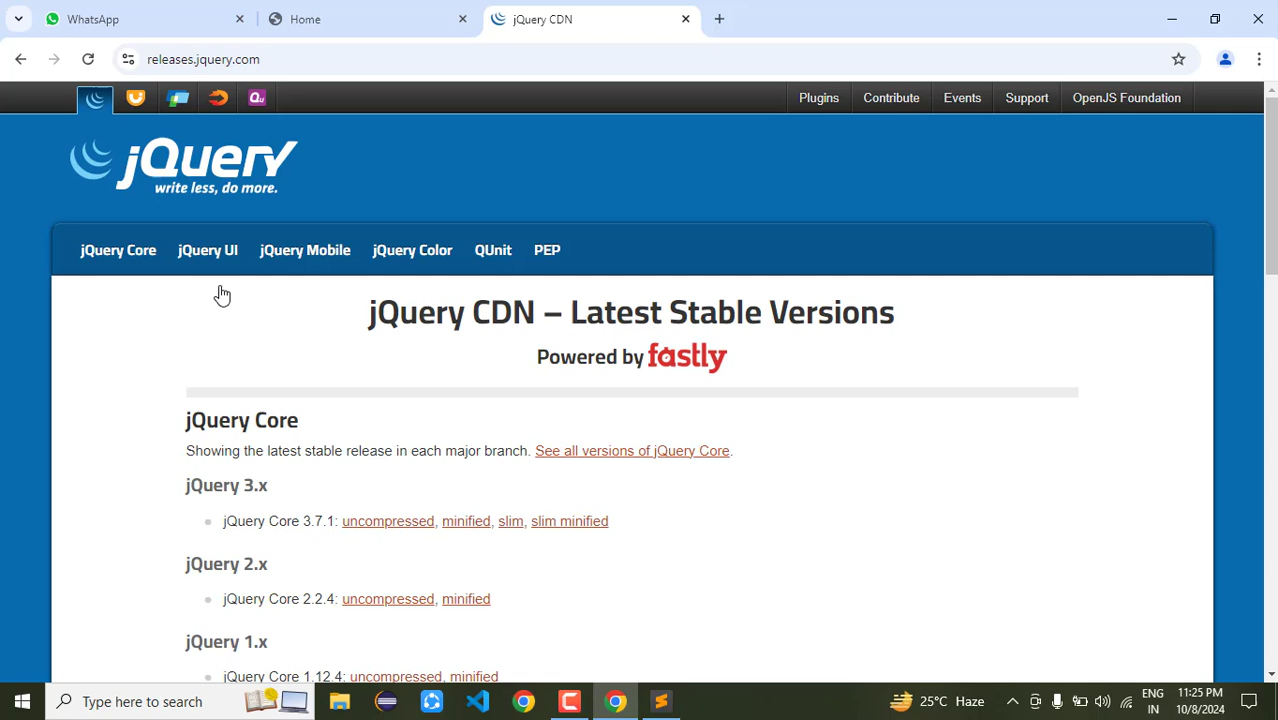 WhatsApp
Home
jQuery CDN
releases.jquery.com
Qu
Plugins
Contribute
Events
Support
OpenJS Foundation
jQuery
write less, do more.
jQuery Core
jQuery UI
jQuery Mobile
jQuery Color
QUnit
PEP
jQuery CDN – Latest Stable Versions
Powered by fastly
jQuery Core
Showing the latest stable release in each major branch. See all versions of jQuery Core.
jQuery 3.x
jQuery Core 3.7.1: uncompressed, minified, slim, slim minified
jQuery 2.x
jQuery Core 2.2.4: uncompressed, minified
jQuery 1.x
jQuery Core 1.12.4: uncompressed, minified
Type here to search
25°C Haze
ENG
IN
11:25 PM
10/8/2024